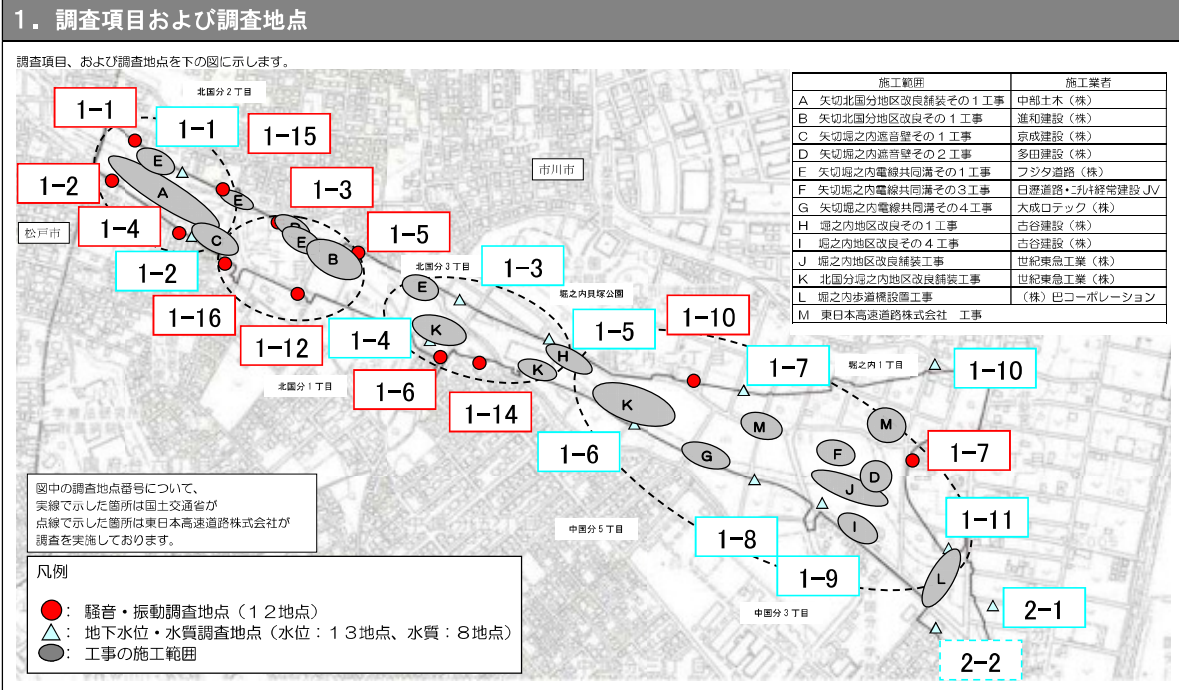 1．調査項目および調査地点
調査項目、および調査地点を下の図に示します。
施工範囲 施工業者
A 矢切北国分地区改良舗装その１工事 中部土木（株）
B 矢切北国分地区改良その１工事 進和建設（株）
C 矢切堀之内遮音壁その１工事 京成建設（株）
D 矢切堀之内遮音壁その２工事 多田建設（株）
E 矢切堀之内電線共同溝その１工事 フジタ道路（株）
F 矢切堀之内電線共同溝その３工事 日瀝道路・ﾆﾁﾚｷ経常建設JV
G 矢切堀之内電線共同溝その４工事 大成ロテック（株）
H 堀之内地区改良その１工事 古谷建設（株）
I 堀之内地区改良その４工事 古谷建設（株）
J 堀之内地区改良舗装工事 世紀東急工業（株）
K 北国分堀之内地区改良舗装工事 世紀東急工業（株）
L 堀之内歩道橋設置工事 （株）巴コーポレーション
M 東日本高速道路株式会社 工事
北国分２丁目
1-1
1-1
1-15
E
市川市
1-2
A
E
1-3
松戸市
1-4
C
E
B
1-5
1-2
北国分３丁目
1-3
E
堀之内貝塚公園
1-16
1-12
1-4
K
H
1-5
1-10
1-7
堀之内１丁目
1-10
北国分１丁目
1-6
K
1-14
K
M
M
1-6
G
F
D
1-7
J
図中の調査地点番号について、
実線で示した箇所は国土交通省が
点線で示した箇所は東日本高速道路株式会社が
調査を実施しております。
中国分５丁目
1-8
I
1-11
1-9
L
中国分３丁目
2-1
2-2
凡例
： 騒音・振動調査地点（１２地点）
： 地下水位・水質調査地点（水位：１３地点、水質：８地点）
： 工事の施工範囲